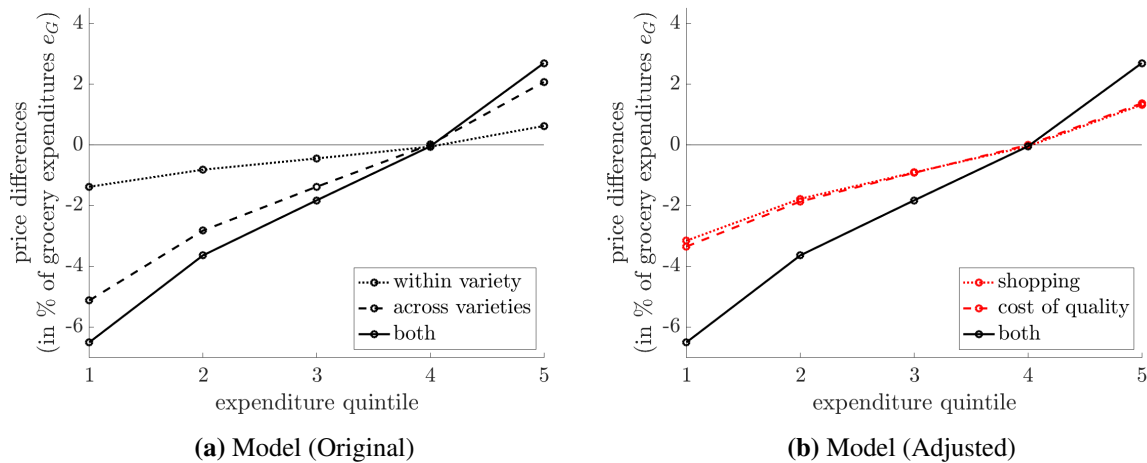 4
2
0
-2
-4
-6
price differences
(in % of grocery expenditures e_G)
within variety
across varieties
both
1 2 3 4 5
expenditure quintile
(a) Model (Original)
4
2
0
-2
-4
-6
price differences
(in % of grocery expenditures e_G)
shopping
cost of quality
both
1 2 3 4 5
expenditure quintile
(b) Model (Adjusted)